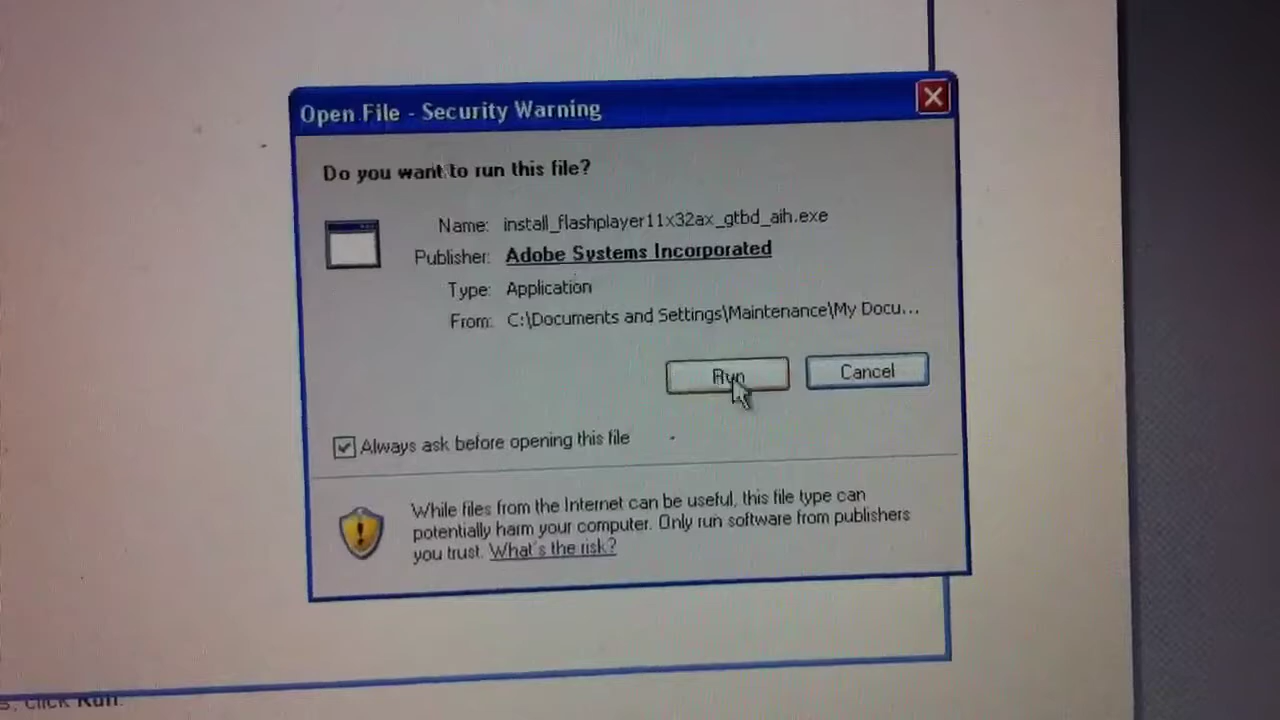 Open File - Security Warning
Do you want to run this file?
Name: install_flashplayer11x32ax_gtbd_aih.exe
Publisher: Adobe Systems Incorporated
Type: Application
From: C:\Documents and Settings\Maintenance\My Docu...
Run Cancel
Always ask before opening this file
While files from the Internet can be useful, this file type can
potentially harm your computer. Only run software from publishers
you trust. What's the risk?
s, click Run.